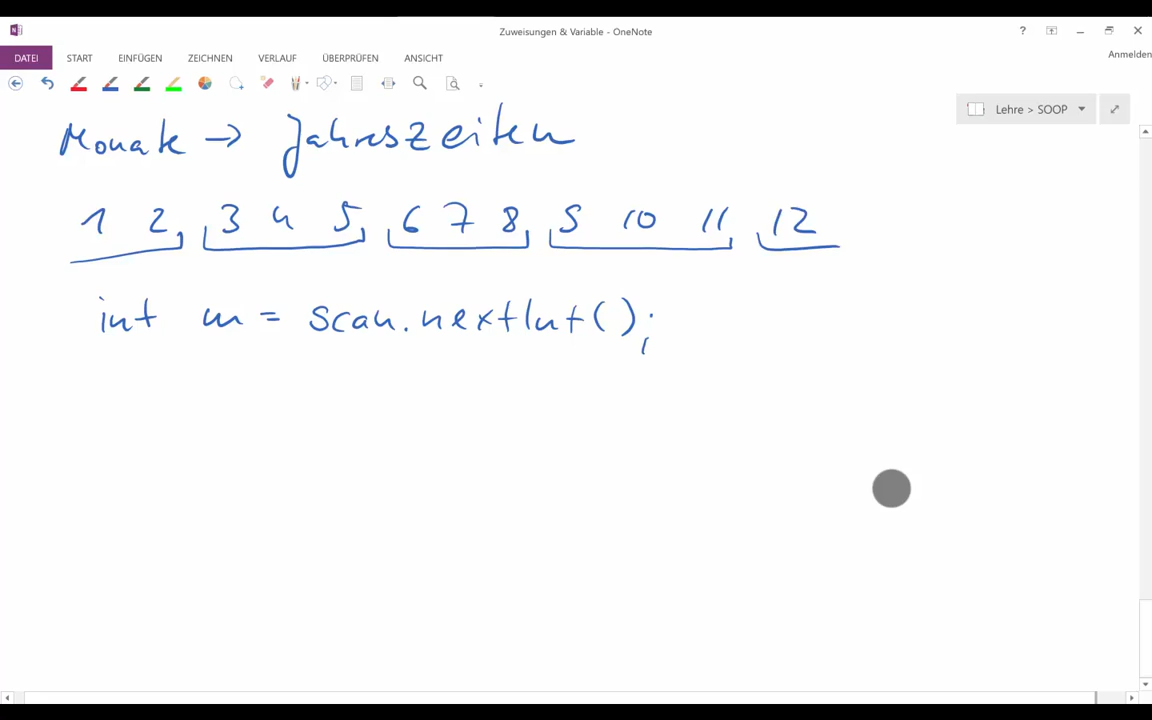 Zuweisungen & Variable - OneNote
?
Anmelden
DATEI START EINFÜGEN ZEICHNEN VERLAUF ÜBERPRÜFEN ANSICHT
Lehre > SOOP
Monate → Jahreszeiten
1 2, 3 4 5, 6 7 8, 9 10 11, 12
int m = scan.nextInt();